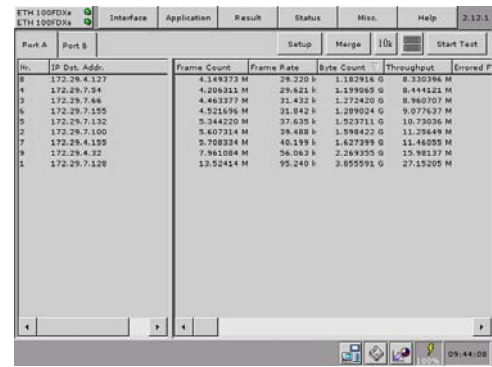 ETH 100FDXe
ETH 100FDXe
Interface Application Result Status Misc. Help 2.12.1
Port A Port B
Setup Merge 10k Start Test
Nr. IP Dst. Addr. Frame Count Frame Rate Byte Count Throughput Errored F
8 172.29.4.127 4.149373 M 29.220 k 1.182916 G 8.330396 M
4 172.29.7.54 4.206311 M 29.621 k 1.199065 G 8.444121 M
3 172.29.7.66 4.463377 M 31.432 k 1.272420 G 8.960707 M
6 172.29.7.155 4.521696 M 31.842 k 1.289024 G 9.077637 M
5 172.29.7.132 5.344220 M 37.635 k 1.523711 G 10.73036 M
2 172.29.7.100 5.607314 M 39.488 k 1.598422 G 11.25649 M
7 172.29.4.155 5.708334 M 40.199 k 1.627399 G 11.46055 M
9 172.29.4.32 7.961084 M 56.063 k 2.269355 G 15.98137 M
1 172.29.7.128 13.52414 M 95.240 k 3.855591 G 27.15205 M
100% 09:44:08